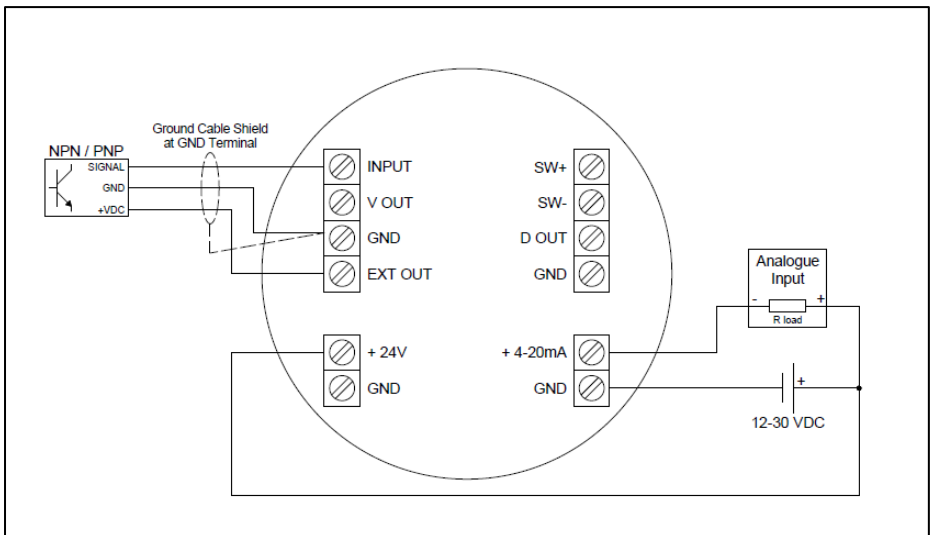 Ground Cable Shield
at GND Terminal
NPN / PNP
SIGNAL
GND
+VDC
INPUT
V OUT
GND
EXT OUT
+ 24V
GND
SW+
SW-
D OUT
GND
+ 4-20mA
GND
Analogue
Input
- +
R load
+
12-30 VDC